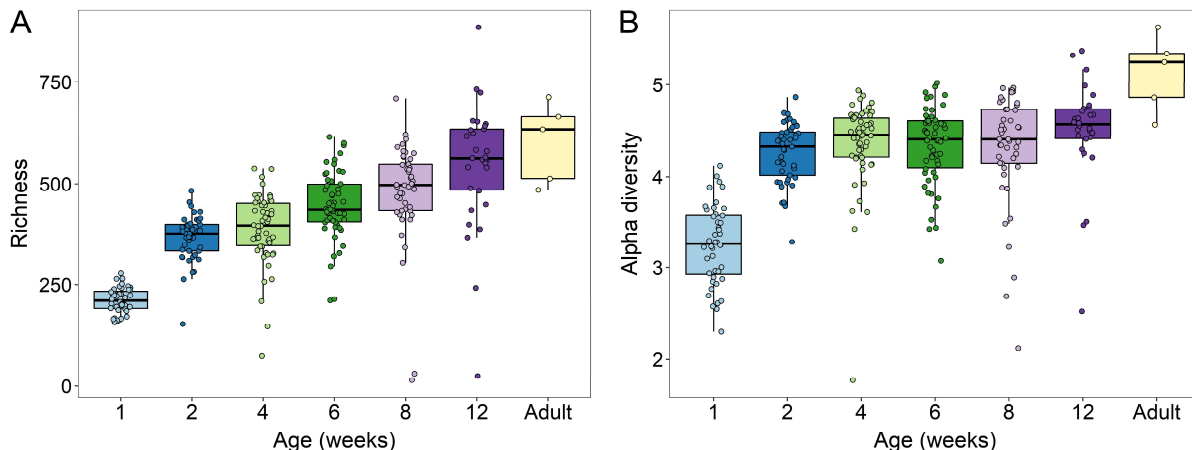 A
Richness
750
500
250
0
1 2 4 6 8 12 Adult
Age (weeks)
B
Alpha diversity
5
4
3
2
1 2 4 6 8 12 Adult
Age (weeks)